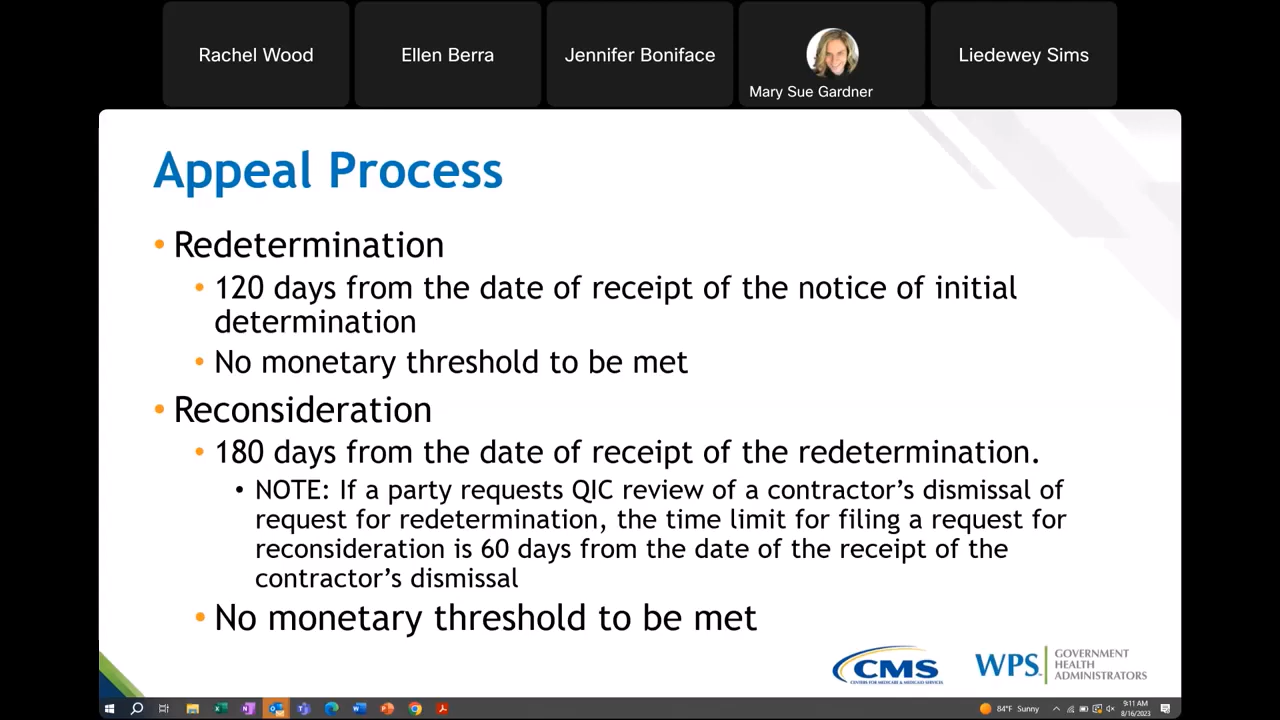 Rachel Wood
Ellen Berra
Jennifer Boniface
Mary Sue Gardner
Liedewey Sims
Appeal Process
• Redetermination
• 120 days from the date of receipt of the notice of initial
determination
• No monetary threshold to be met
• Reconsideration
• 180 days from the date of receipt of the redetermination.
• NOTE: If a party requests QIC review of a contractor’s dismissal of
request for redetermination, the time limit for filing a request for
reconsideration is 60 days from the date of the receipt of the
contractor’s dismissal
• No monetary threshold to be met
CMS
CENTERS FOR MEDICARE & MEDICAID SERVICES
WPS
GOVERNMENT
HEALTH
ADMINISTRATORS
84°F Sunny
9:11 AM
8/16/2023